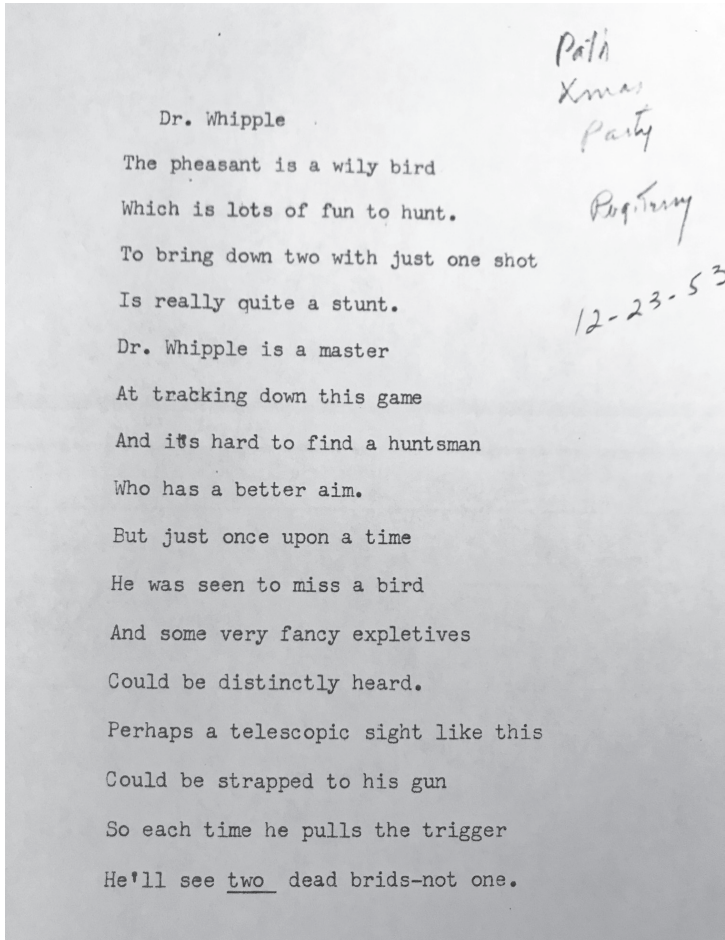 Path
Xmas
Party
12-23-53
Dr. Whipple
The pheasant is a wily bird
Which is lots of fun to hunt.
To bring down two with just one shot
Is really quite a stunt.
Dr. Whipple is a master
At tracking down this game
And it's hard to find a huntsman
Who has a better aim.
But just once upon a time
He was seen to miss a bird
And some very fancy expletives
Could be distinctly heard.
Perhaps a telescopic sight like this
Could be strapped to his gun
So each time he pulls the trigger
He'll see two dead brids-not one.